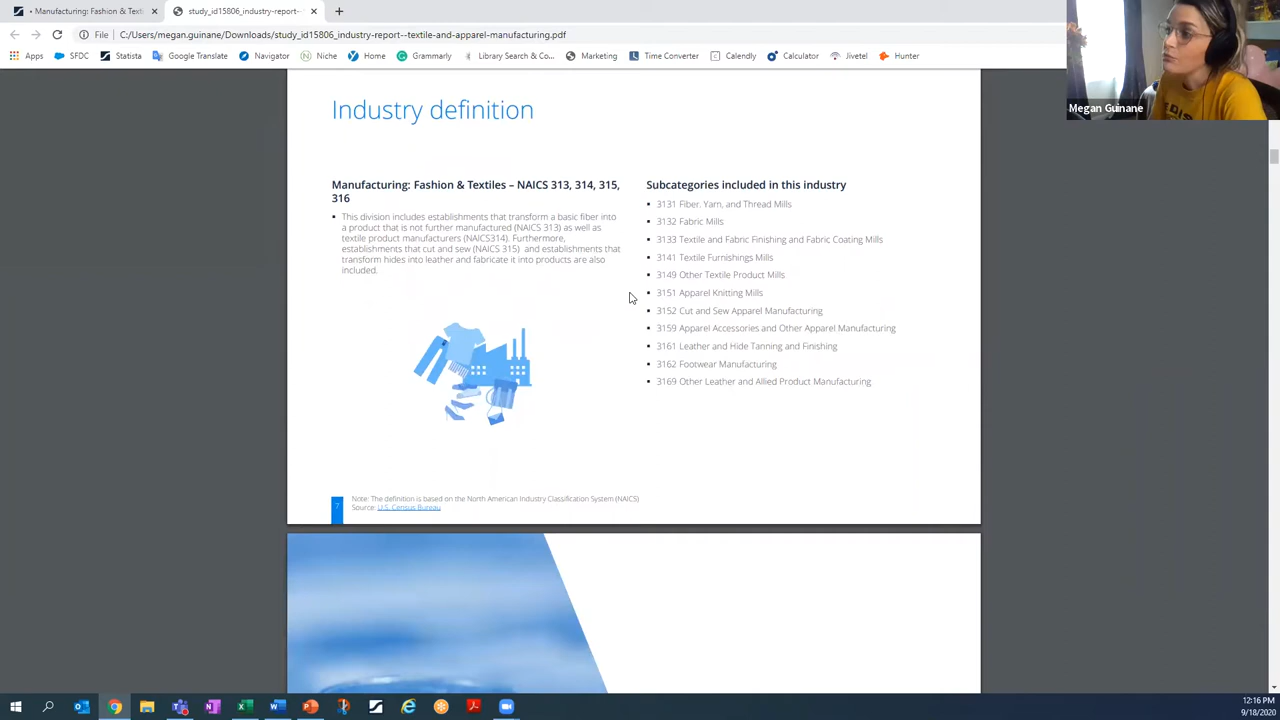 Manufacturing: Fashion & Textiles
study_id15806_industry-report--
File
C:/Users/megan.guinane/Downloads/study_id15806_industry-report--textile-and-apparel-manufacturing.pdf
Apps
SFDC
Statista
Google Translate
Navigator
Niche
Home
Grammarly
Library Search & Co...
Marketing
Time Converter
Calendly
Calculator
Jivetel
Hunter
Megan Guinane
Industry definition
Manufacturing: Fashion & Textiles – NAICS 313, 314, 315,
316
This division includes establishments that transform a basic fiber into
a product that is not further manufactured (NAICS 313) as well as
textile product manufacturers (NAICS314). Furthermore,
establishments that cut and sew (NAICS 315) and establishments that
transform hides into leather and fabricate it into products are also
included.
Subcategories included in this industry
3131 Fiber, Yarn, and Thread Mills
3132 Fabric Mills
3133 Textile and Fabric Finishing and Fabric Coating Mills
3141 Textile Furnishings Mills
3149 Other Textile Product Mills
3151 Apparel Knitting Mills
3152 Cut and Sew Apparel Manufacturing
3159 Apparel Accessories and Other Apparel Manufacturing
3161 Leather and Hide Tanning and Finishing
3162 Footwear Manufacturing
3169 Other Leather and Allied Product Manufacturing
7
Note: The definition is based on the North American Industry Classification System (NAICS)
Source: U.S. Census Bureau
12:16 PM
9/18/2020